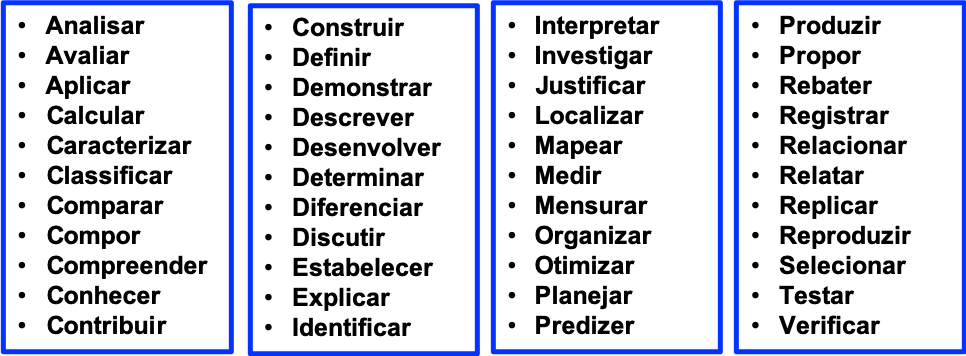 • Analisar
• Avaliar
• Aplicar
• Calcular
• Caracterizar
• Classificar
• Comparar
• Compor
• Compreender
• Conhecer
• Contribuir
• Construir
• Definir
• Demonstrar
• Descrever
• Desenvolver
• Determinar
• Diferenciar
• Discutir
• Estabelecer
• Explicar
• Identificar
• Interpretar
• Investigar
• Justificar
• Localizar
• Mapear
• Medir
• Mensurar
• Organizar
• Otimizar
• Planejar
• Predizer
• Produzir
• Propor
• Rebater
• Registrar
• Relacionar
• Relatar
• Replicar
• Reproduzir
• Selecionar
• Testar
• Verificar